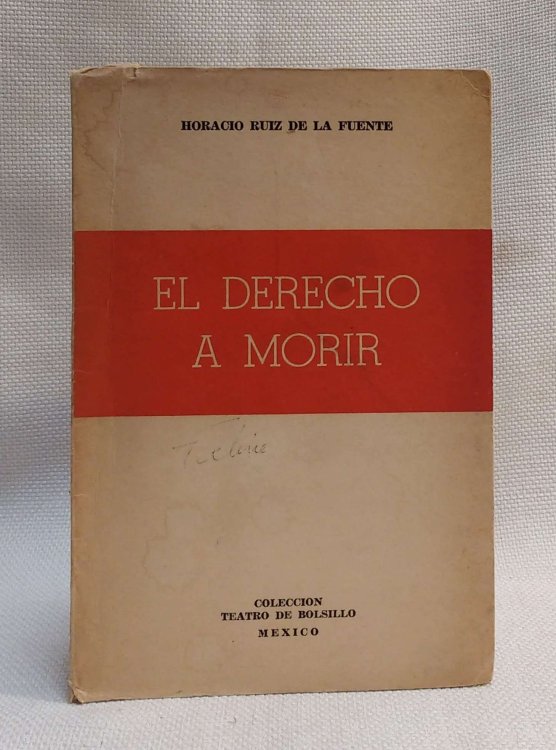 HORACIO RUIZ DE LA FUENTE
EL DERECHO
A MORIR
COLECCION
TEATRO DE BOLSILLO
MEXICO